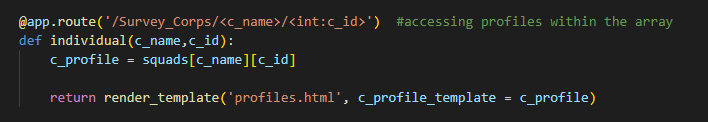 @app.route('/Survey_Corps/<c_name>/<int:c_id>')  #accessing profiles within the array
def individual(c_name,c_id):
    c_profile = squads[c_name][c_id]

    return render_template('profiles.html', c_profile_template = c_profile)